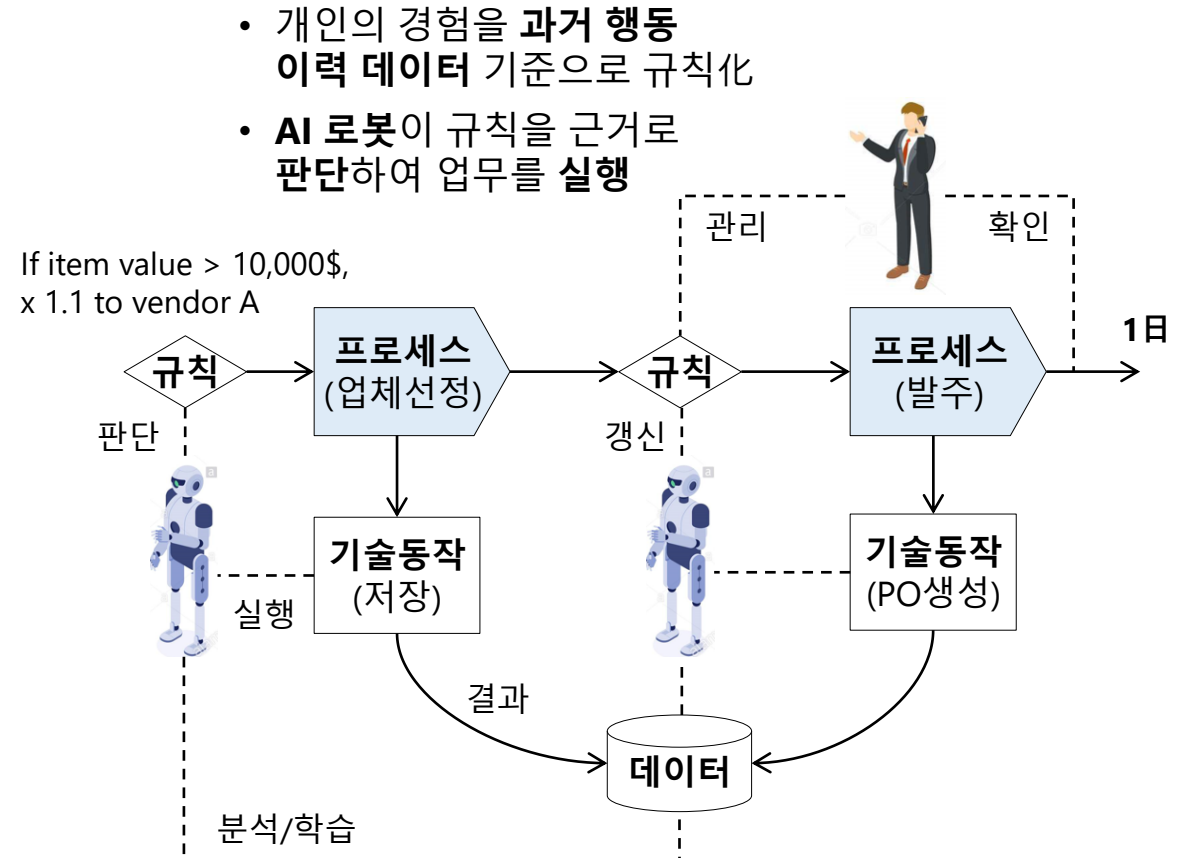 • 개인의 경험을 과거 행동
이력 데이터 기준으로 규칙化
• AI 로봇이 규칙을 근거로
판단하여 업무를 실행
관리
확인
If item value > 10,000$,
x 1.1 to vendor A
1日
규칙
프로세스
(업체선정)
규칙
프로세스
(발주)
판단
갱신
a
a
기술동작
(저장)
기술동작
(PO생성)
실행
결과
데이터
분석/학습